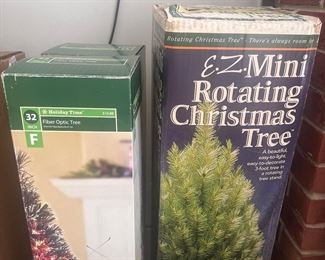 Holiday Time
32
INCH
F
Fiber Optic Tree
Rotating Christmas Tree There's always room
E.Z.-Mini
Rotating
Christmas
Tree
A beautiful,
easy-to-light,
easy-to-decorate
3-foot tree in
a rotating
tree stand.